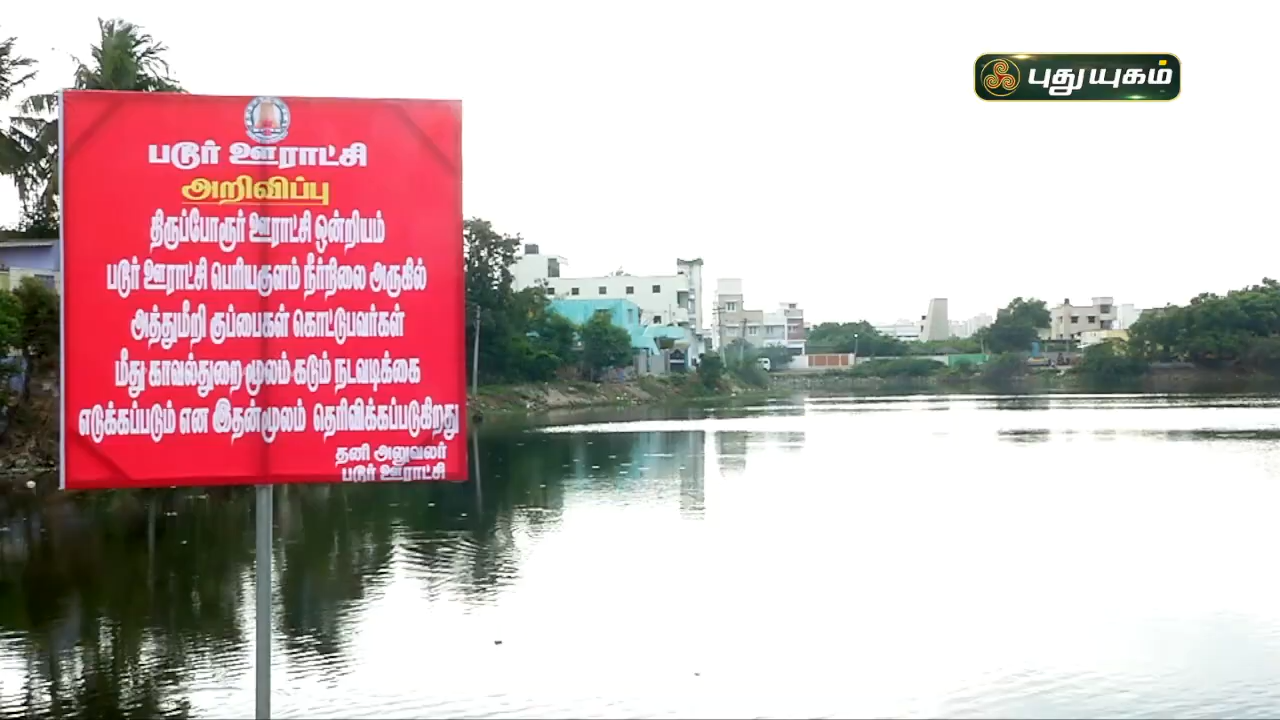 புதுயுகம்
படூர் ஊராட்சி
அறிவிப்பு
திருப்போரூர் ஊராட்சி ஒன்றியம்
படூர் ஊராட்சி பெரியகுளம் நீர்நிலை அருகில்
அத்துமீறி குப்பைகள் கொட்டுபவர்கள்
மீது காவல்துறை மூலம் கடும் நடவடிக்கை
எடுக்கப்படும் என இதன்மூலம் தெரிவிக்கப்படுகிறது
தனி அலுவலர்
படூர் ஊராட்சி